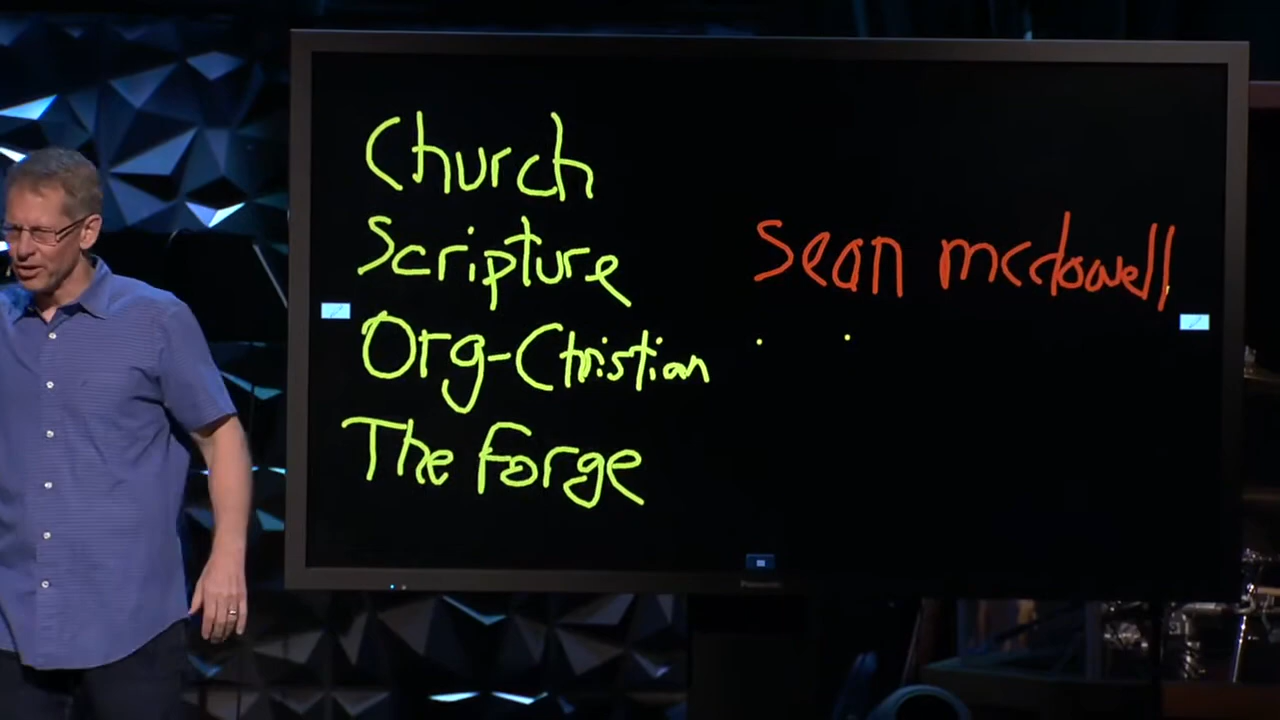 Church
Scripture
Sean mcdowell
Org-Christian
The Forge